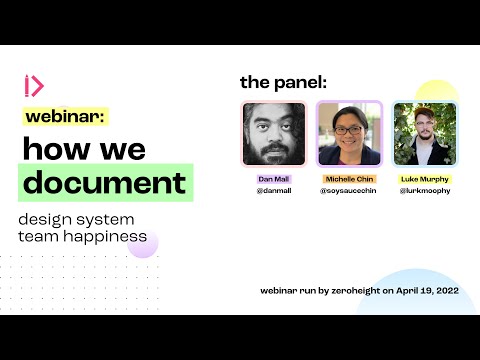 webinar:
how we
document
design system
team happiness
the panel:
Dan Mall
@danmall
Michelle Chin
@soysaucechin
Luke Murphy
@lurkmoophy
webinar run by zeroheight on April 19, 2022